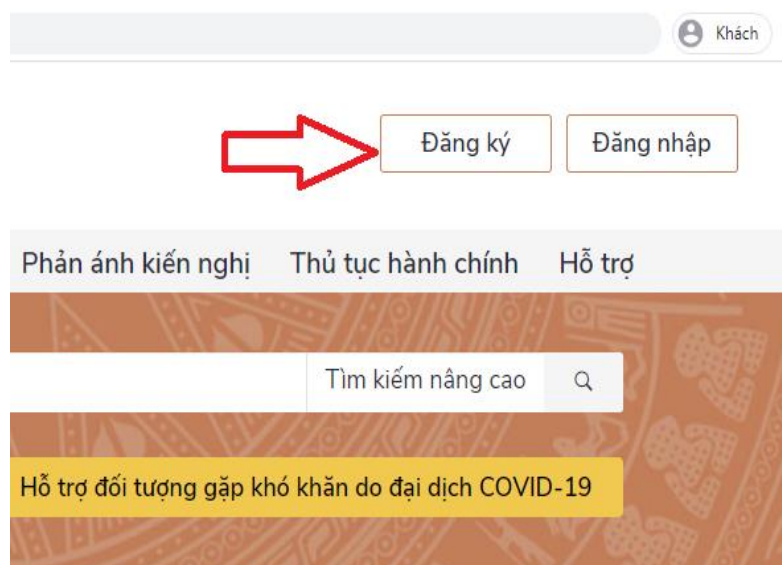 Khách
Đăng ký Đăng nhập
Phản ánh kiến nghị Thủ tục hành chính Hỗ trợ
Tìm kiếm nâng cao
Hỗ trợ đối tượng gặp khó khăn do đại dịch COVID-19